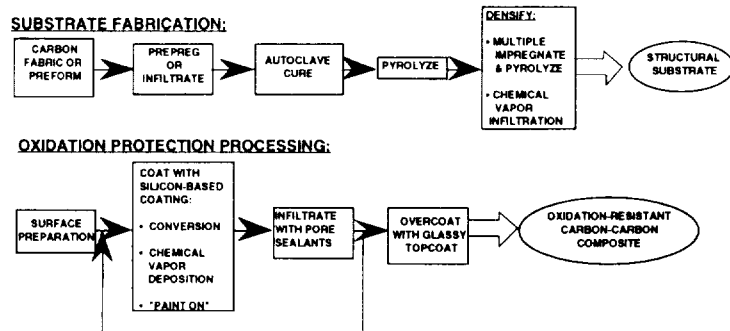 SUBSTRATE FABRICATION:
CARBON
FABRIC OR
PREFORM
PREPREG
OR
INFILTRATE
AUTOCLAVE
CURE
PYROLYZE
DENSIFY:
• MULTIPLE
IMPREGNATE
& PYROLYZE
• CHEMICAL
VAPOR
INFILTRATION
STRUCTURAL
SUBSTRATE
OXIDATION PROTECTION PROCESSING:
SURFACE
PREPARATION
COAT WITH
SILICON-BASED
COATING:
• CONVERSION
• CHEMICAL
VAPOR
DEPOSITION
• "PAINT ON"
INFILTRATE
WITH PORE
SEALANTS
OVERCOAT
WITH GLASSY
TOPCOAT
OXIDATION-RESISTANT
CARBON-CARBON
COMPOSITE